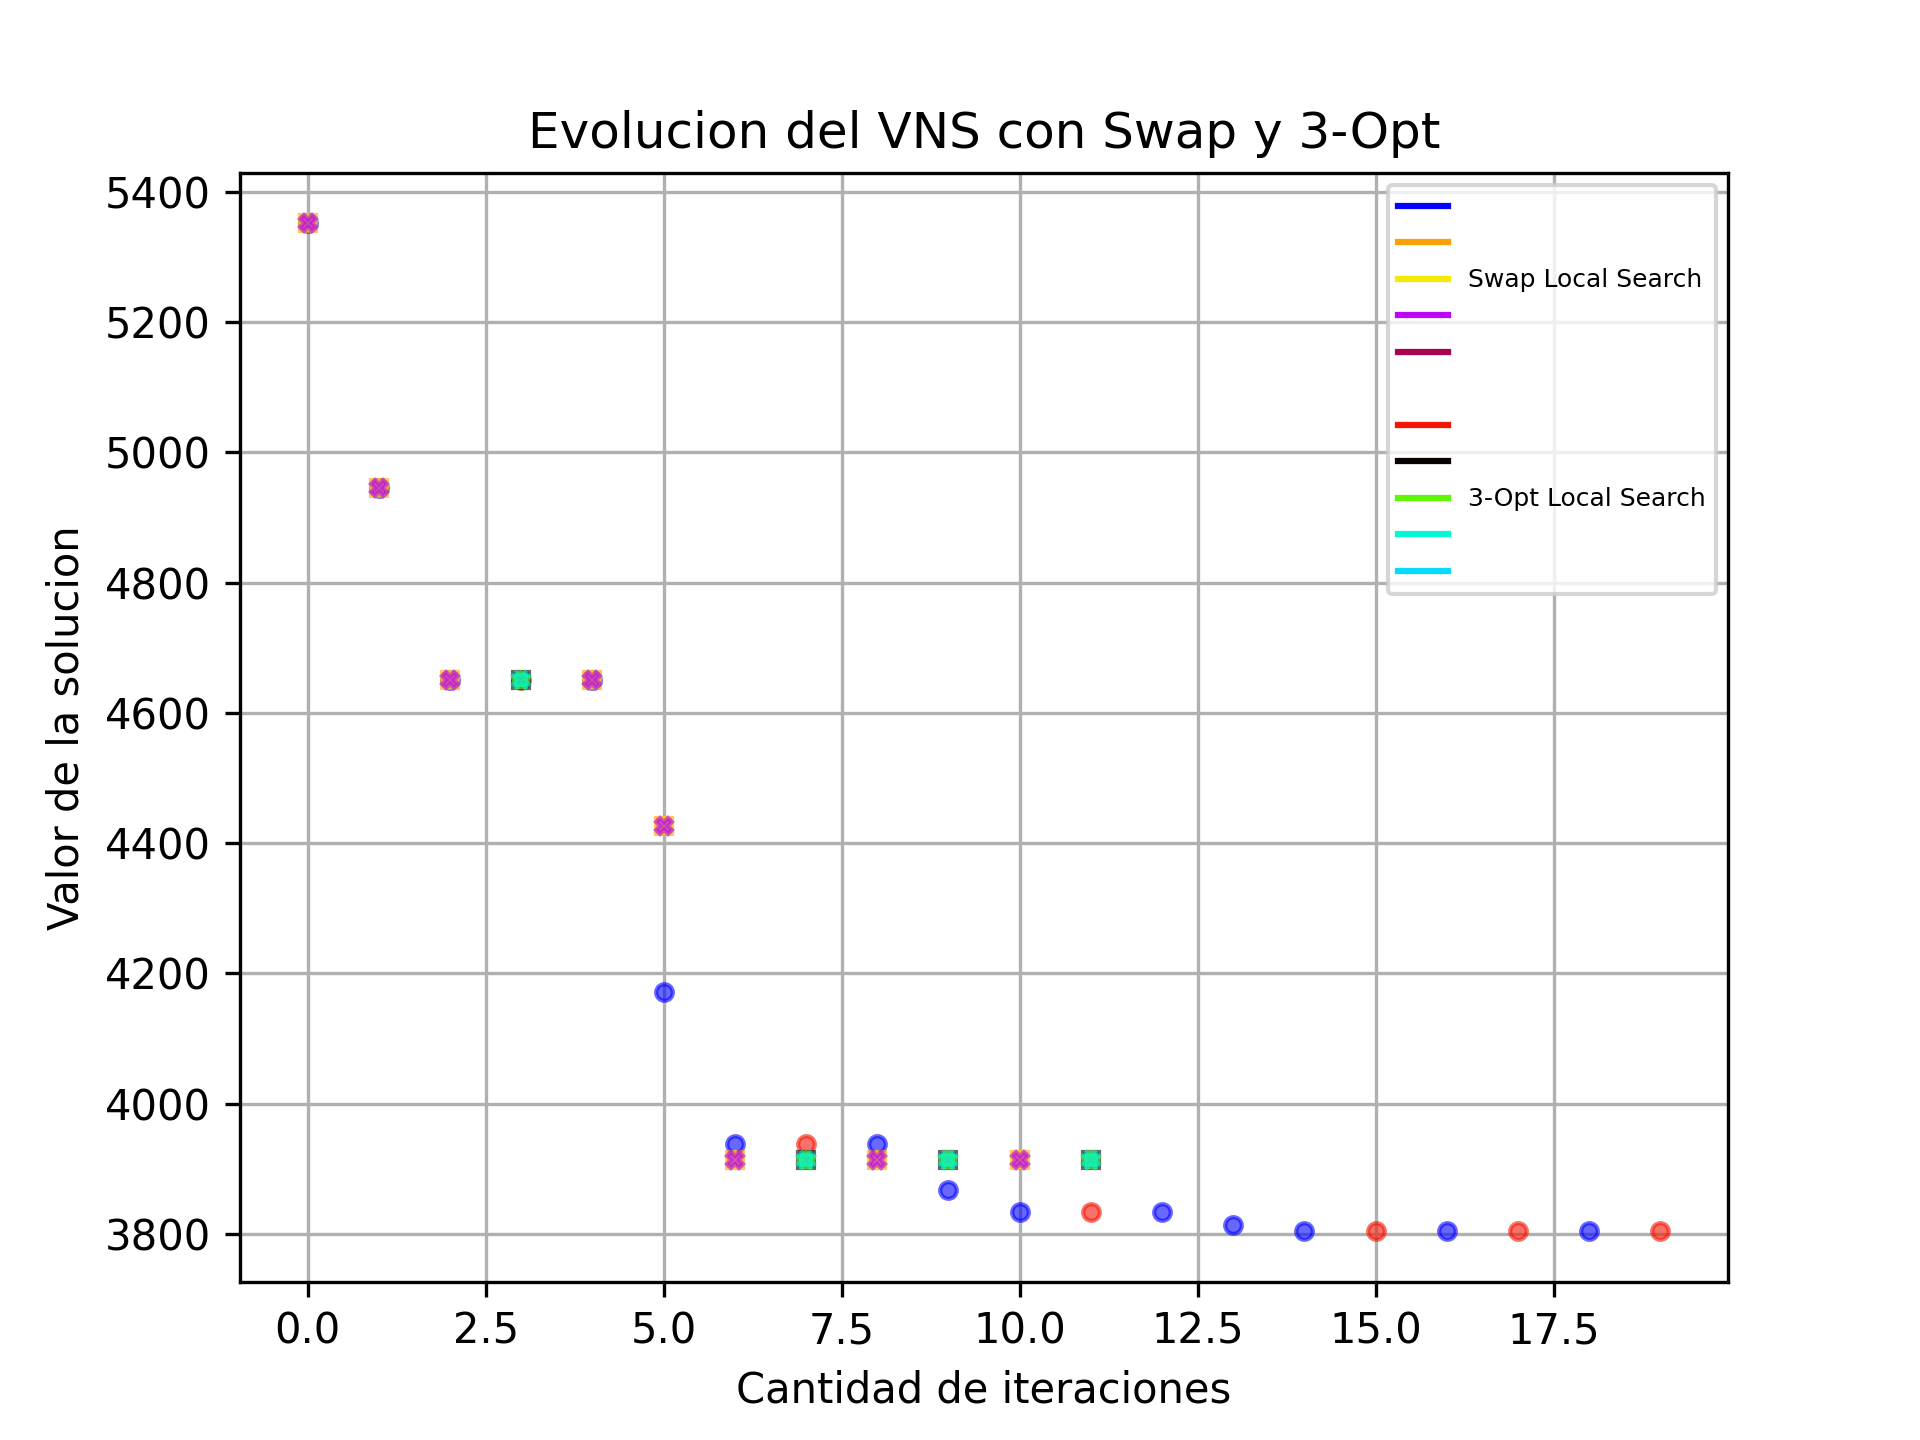 Evolucion del VNS con Swap y 3-Opt
5400
5200
5000
4800
4600
4400
4200
4000
3800
Valor de la solucion
Swap Local Search
3-Opt Local Search
0.0 2.5 5.0 7.5 10.0 12.5 15.0 17.5
Cantidad de iteraciones